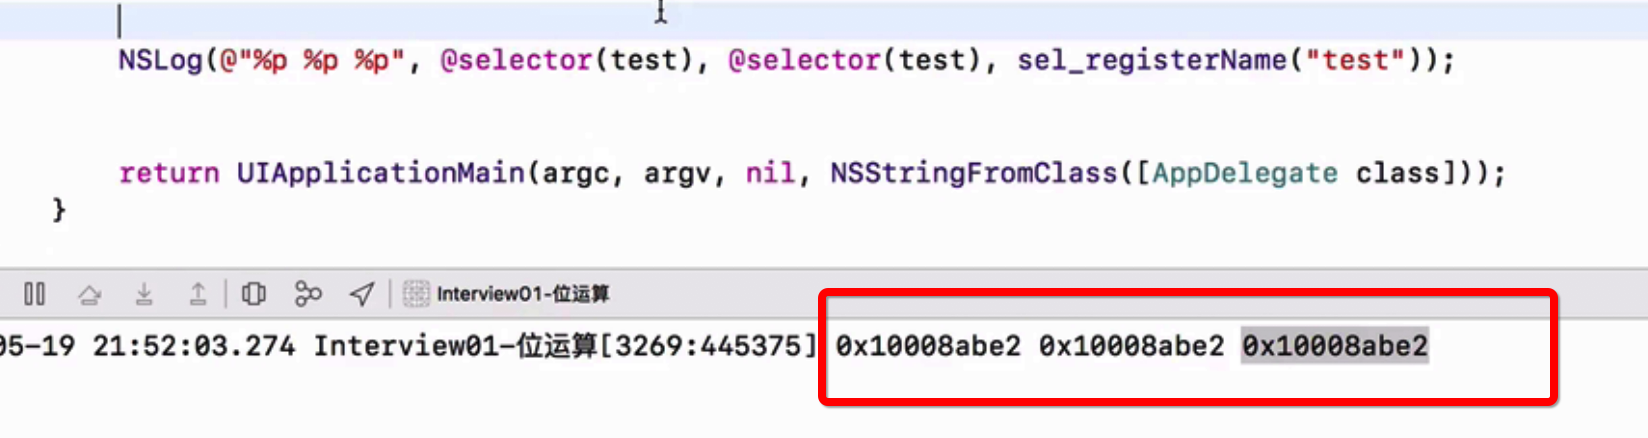 NSLog(@"%p %p %p", @selector(test), @selector(test), sel_registerName("test"));
return UIApplicationMain(argc, argv, nil, NSStringFromClass([AppDelegate class]));
}
Interview01-位运算
05-19 21:52:03.274 Interview01-位运算[3269:445375] 0x10008abe2 0x10008abe2 0x10008abe2